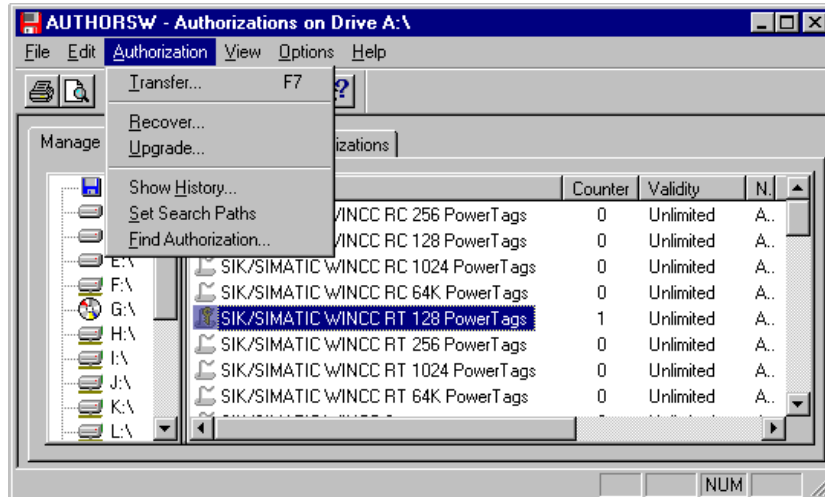 AUTHORSW - Authorizations on Drive A:\
File Edit Authorization View Options Help
Transfer... F7
Recover...
Upgrade...
Show History...
Set Search Paths
Find Authorization...
Manage izations
Counter Validity N.
VINCC RC 256 PowerTags 0 Unlimited A..
VINCC RC 128 PowerTags 0 Unlimited A..
E:\ SIK/SIMATIC WINCC RC 1024 PowerTags 0 Unlimited A..
F:\ SIK/SIMATIC WINCC RC 64K PowerTags 0 Unlimited A..
G:\ SIK/SIMATIC WINCC RT 128 PowerTags 1 Unlimited A..
H:\ SIK/SIMATIC WINCC RT 256 PowerTags 0 Unlimited A..
I:\ SIK/SIMATIC WINCC RT 1024 PowerTags 0 Unlimited A..
J:\ SIK/SIMATIC WINCC RT 64K PowerTags 0 Unlimited A..
K:\
L:\
NUM